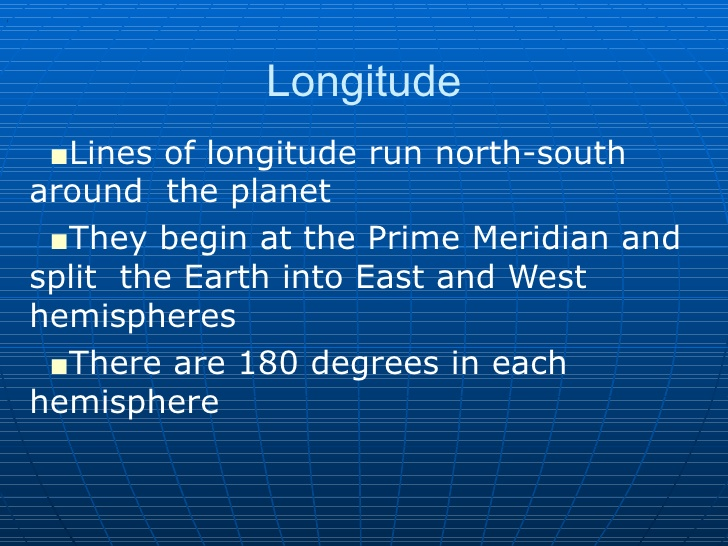 Longitude
▪Lines of longitude run north-south
around  the planet
▪They begin at the Prime Meridian and
split  the Earth into East and West
hemispheres
▪There are 180 degrees in each
hemisphere